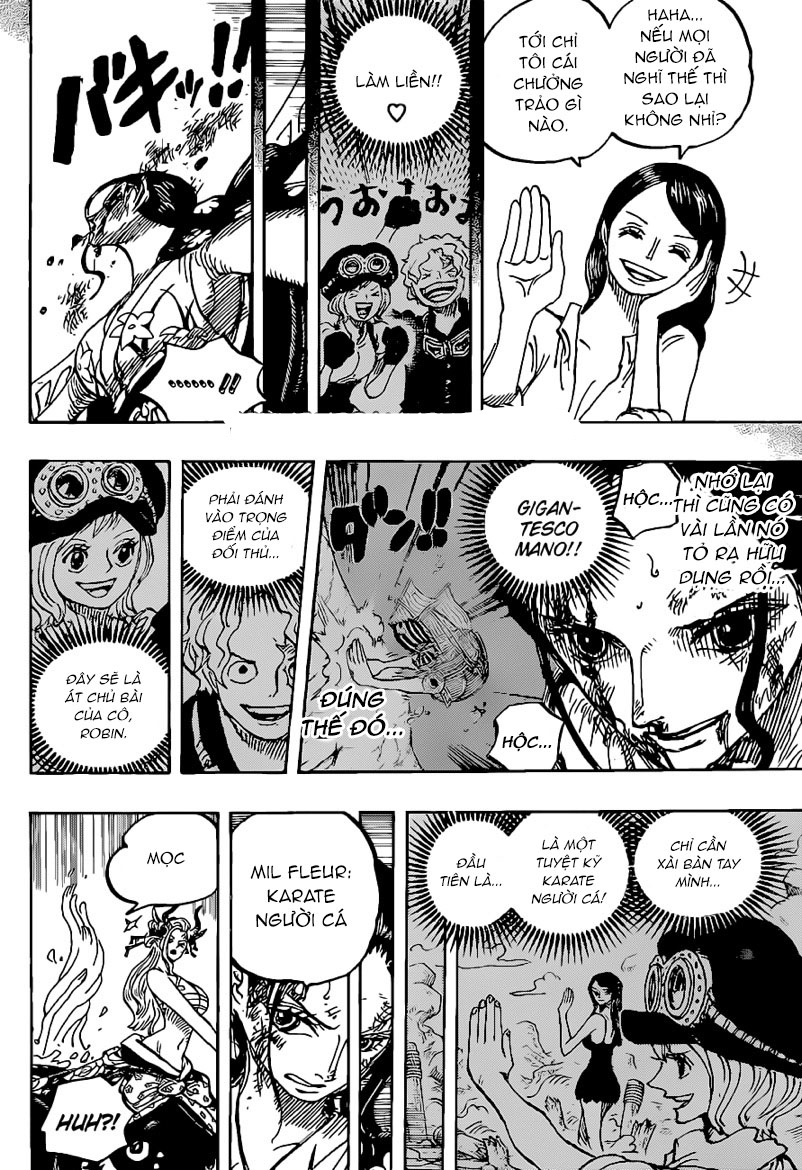 HAHA...
NẾU MỌI
NGƯỜI ĐÃ
NGHĨ THẾ THÌ
SAO LẠI
KHÔNG NHỈ?
TỚI CHỈ
TÔI CÁI
CHƯỞNG
TRẢO GÌ
NÀO.
LÀM LIỀN!!
♡
うおおおお
バキッ!!
.......!!
NHỚ LẠI
THÌ CŨNG CÓ
VÀI LẦN NÓ
TỎ RA HỮU
DỤNG RỒI...
HỘC...
GIGAN-
TESCO
MANO!!
HỘC...
ダン!!
ĐÚNG
THẾ ĐÓ...
PHẢI ĐÁNH
VÀO TRỌNG
ĐIỂM CỦA
ĐỐI THỦ...
ĐÂY SẼ LÀ
ÁT CHỦ BÀI
CỦA CÔ,
ROBIN.
CHỈ CẦN
XÀI BÀN TAY
MÌNH...
LÀ MỘT
TUYỆT KỸ
KARATE
NGƯỜI CÁ!
ĐẦU
TIÊN LÀ...
MIL FLEUR:
KARATE
NGƯỜI CÁ
MỌC
HUH?!